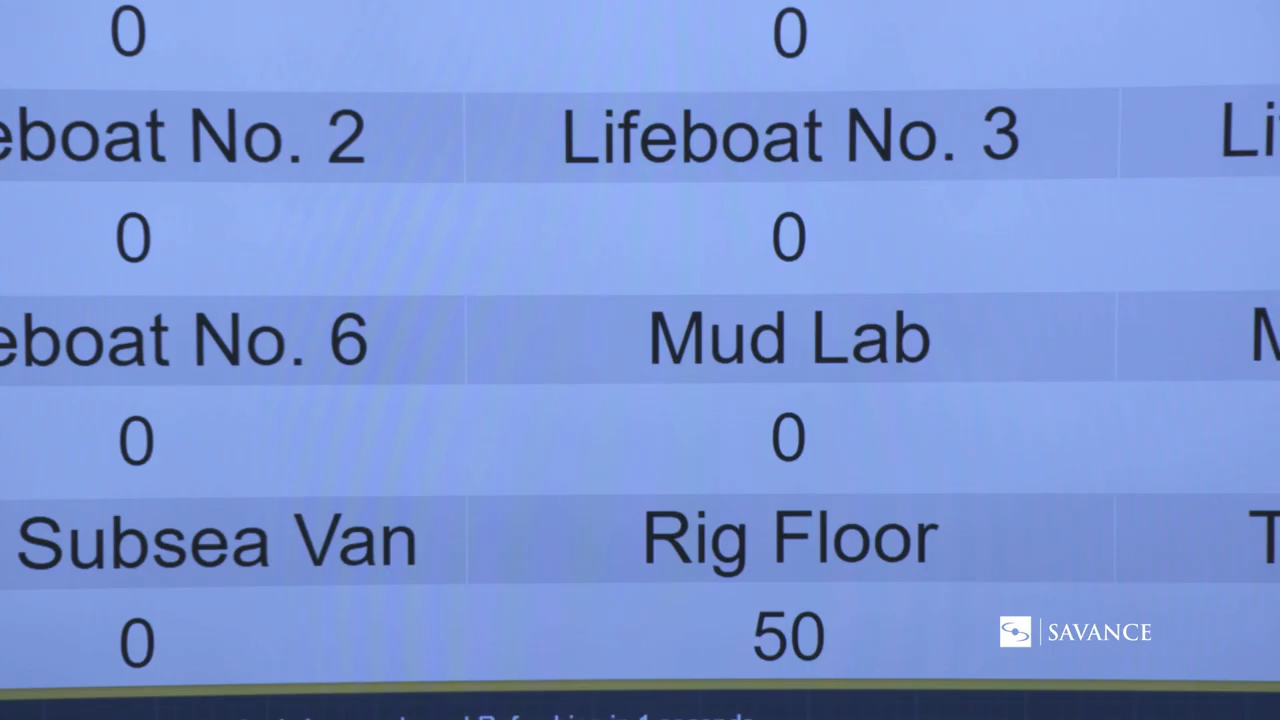 0 0
eboat No. 2 Lifeboat No. 3 Li
0 0
eboat No. 6 Mud Lab M
0 0
Subsea Van Rig Floor T
0 50
SAVANCE